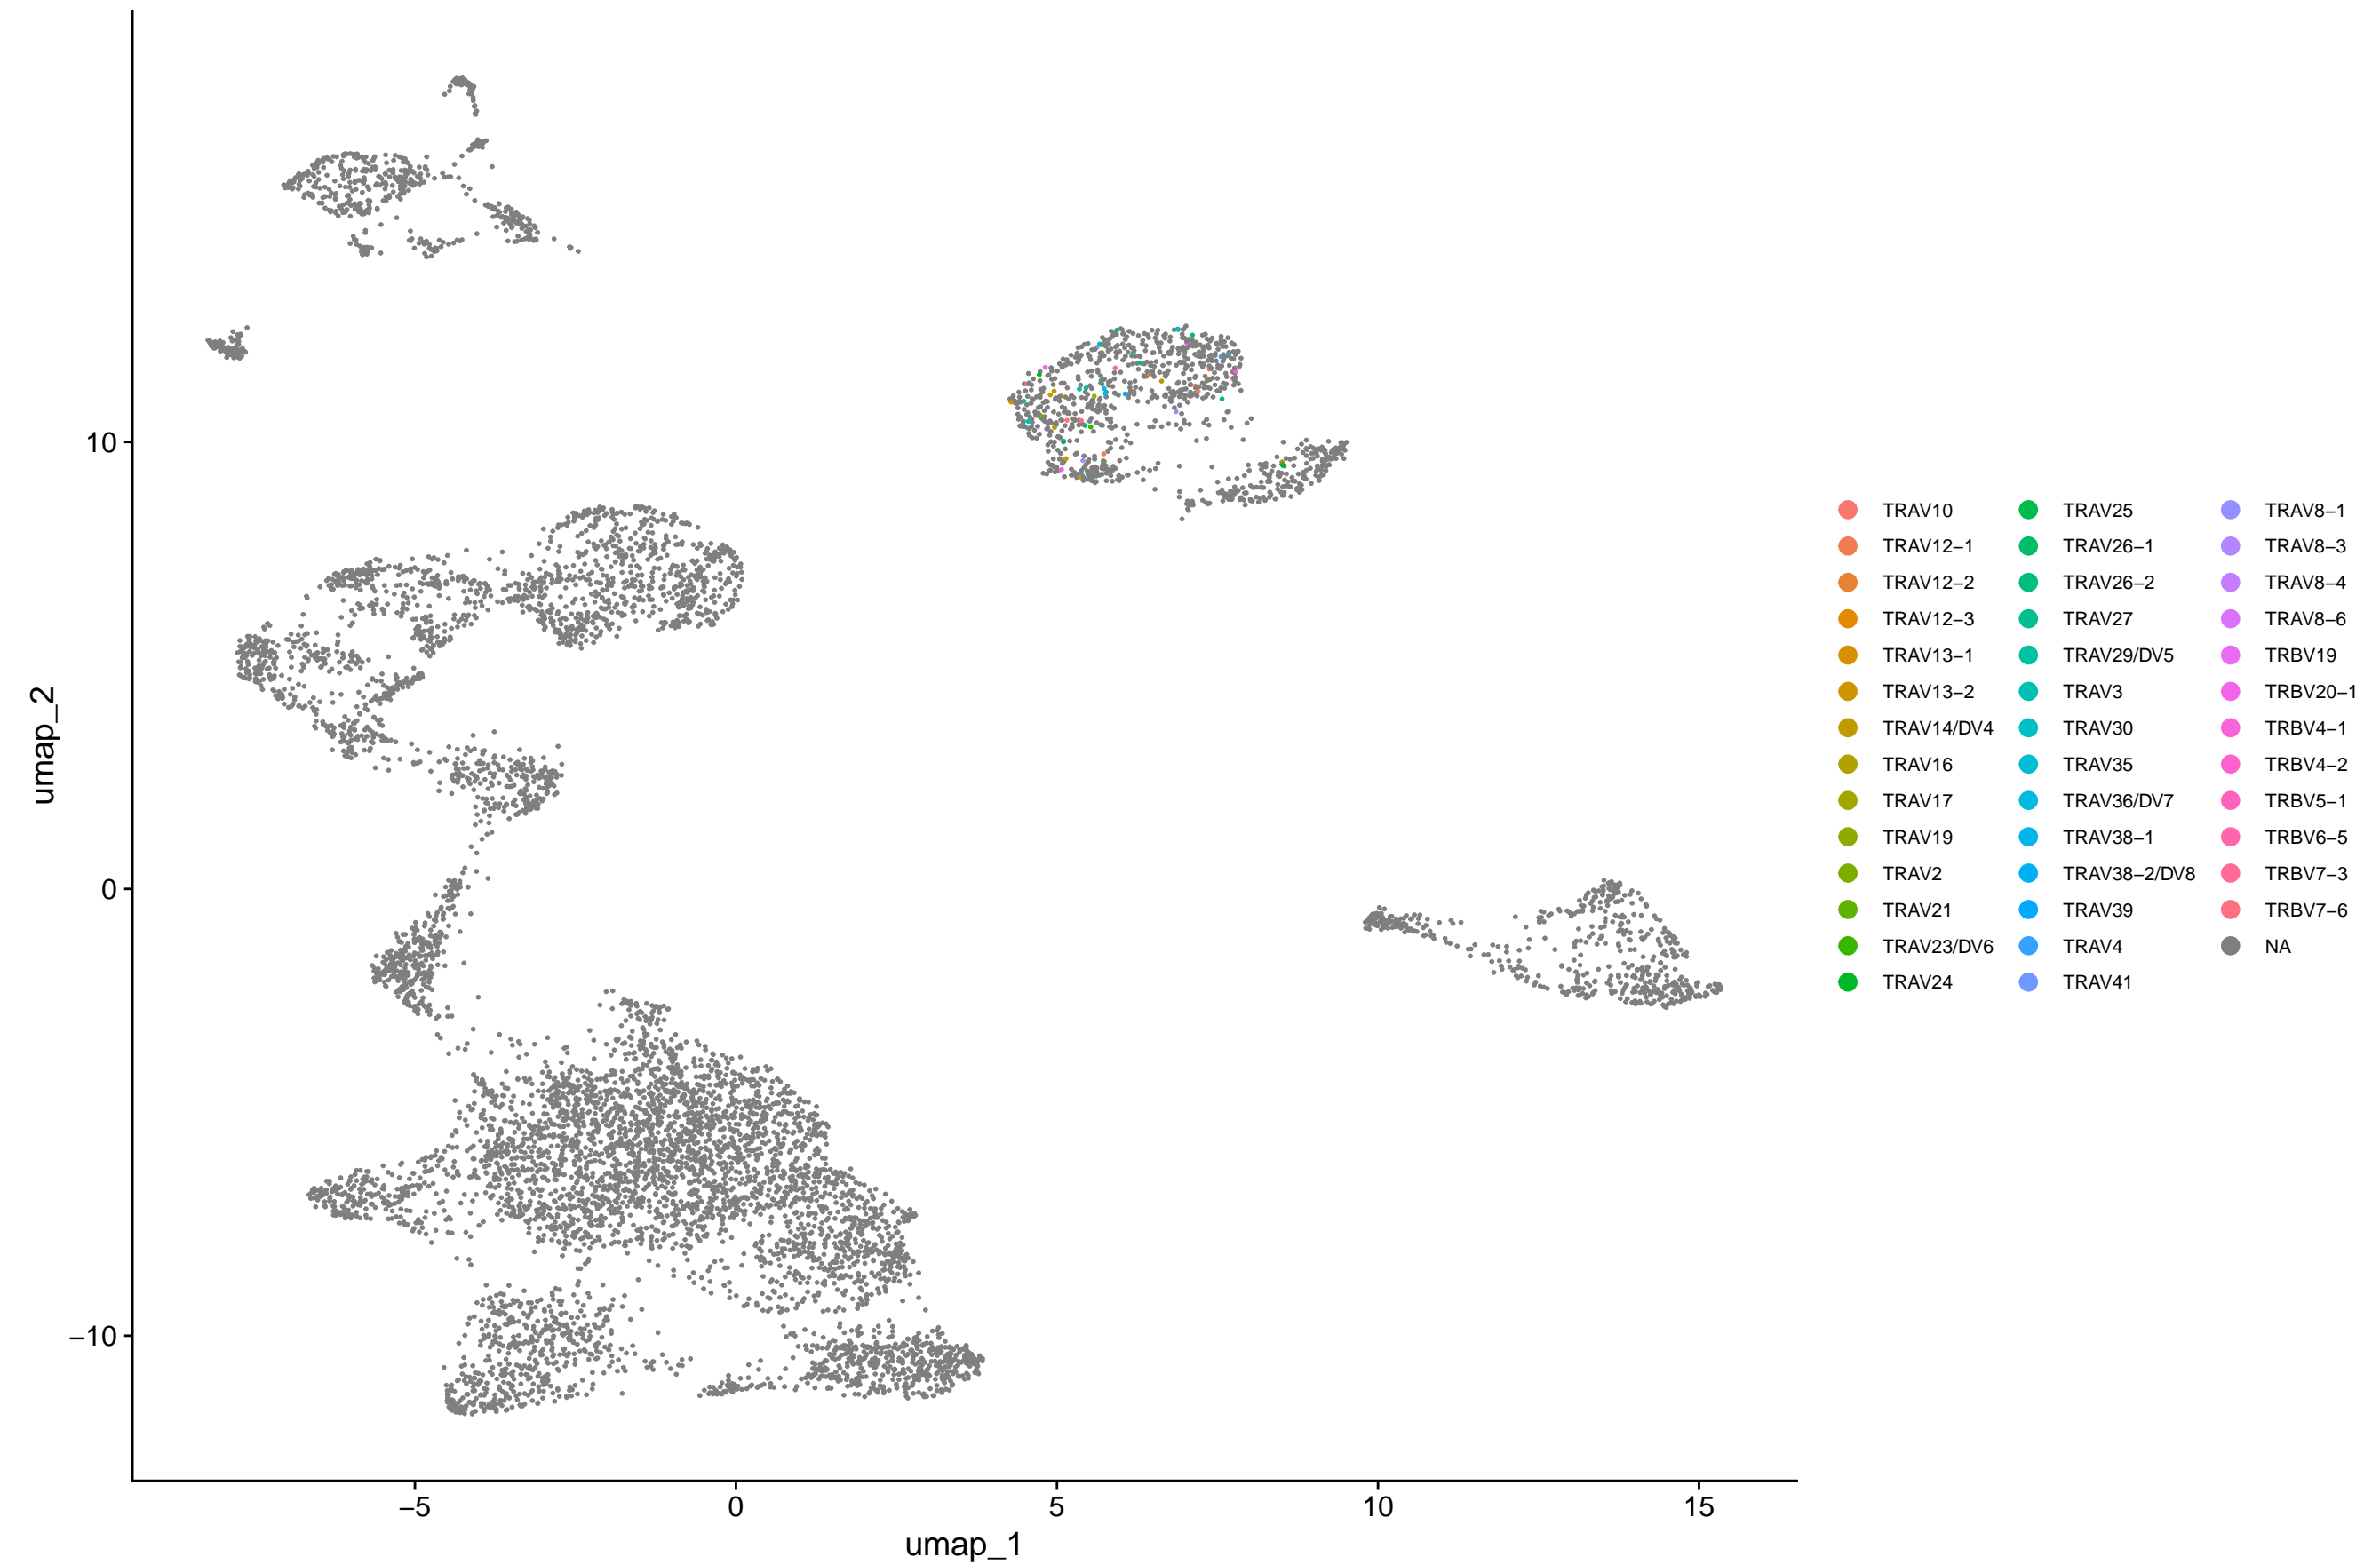 umap_2
10
0
−10
−5
0
5
10
15
umap_1
TRAV10
TRAV12−1
TRAV12−2
TRAV12−3
TRAV13−1
TRAV13−2
TRAV14/DV4
TRAV16
TRAV17
TRAV19
TRAV2
TRAV21
TRAV23/DV6
TRAV24
TRAV25
TRAV26−1
TRAV26−2
TRAV27
TRAV29/DV5
TRAV3
TRAV30
TRAV35
TRAV36/DV7
TRAV38−1
TRAV38−2/DV8
TRAV39
TRAV4
TRAV41
TRAV8−1
TRAV8−3
TRAV8−4
TRAV8−6
TRBV19
TRBV20−1
TRBV4−1
TRBV4−2
TRBV5−1
TRBV6−5
TRBV7−3
TRBV7−6
NA